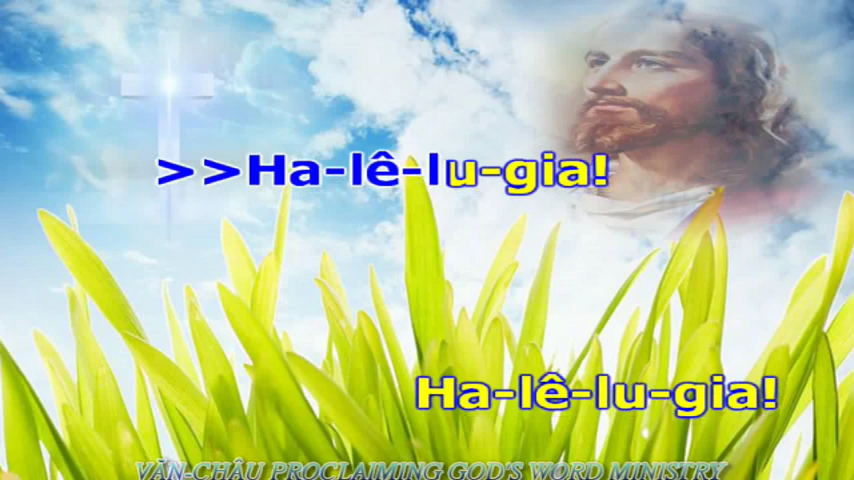 >>Ha-lê-lu-gia!
Ha-lê-lu-gia!
VĂN-CHÂU PROCLAIMING GOD'S WORD MINISTRY